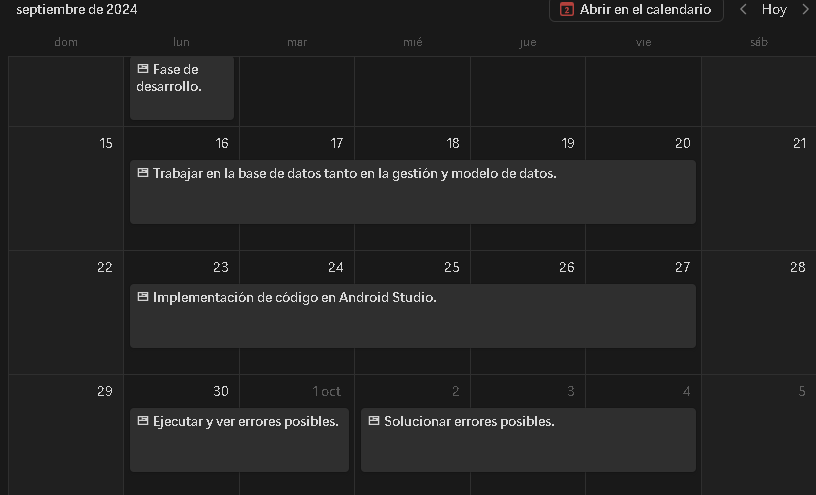 septiembre de 2024
2 Abrir en el calendario
Hoy
dom lun mar mié jue vie sáb
Fase de
desarrollo.
15 16 17 18 19 20 21
Trabajar en la base de datos tanto en la gestión y modelo de datos.
22 23 24 25 26 27 28
Implementación de código en Android Studio.
29 30 1 oct 2 3 4 5
Ejecutar y ver errores posibles. Solucionar errores posibles.